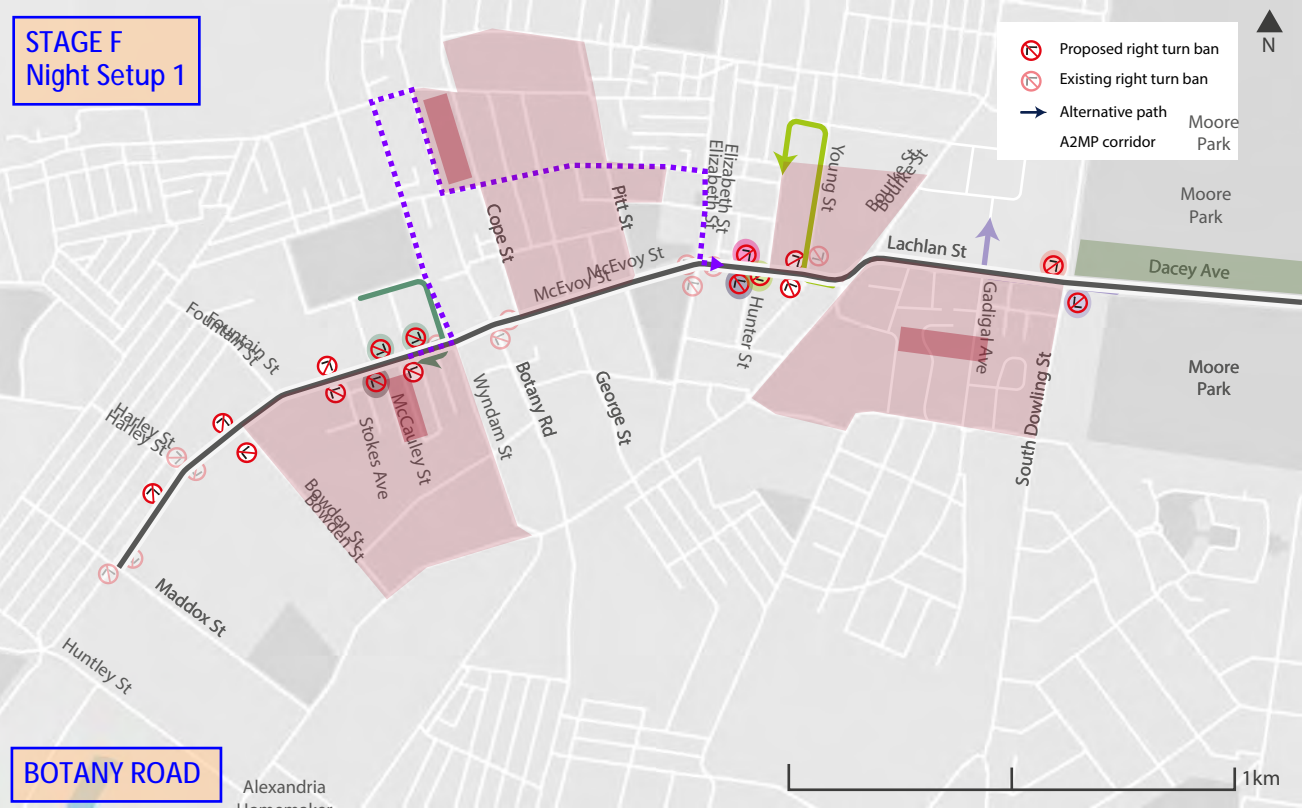 STAGE F
Night Setup 1
N
Proposed right turn ban
Existing right turn ban
Alternative path
A2MP corridor
Moore
Park
Moore
Park
Elizabeth St
Elizabeth St
Young St
Bourke St
Bourke St
Pitt St
Cope St
McEvoy St
McEvoy St
Lachlan St
Dacey Ave
Gadigal Ave
Hunter St
South Dowling St
Moore
Park
Fountain St
Fountain St
Harley St
Harley St
Botany Rd
George St
Wyndam St
McCauley St
Stokes Ave
Bowden St
Bowden St
Maddox St
Huntley St
BOTANY ROAD
Alexandria
Homemaker
1km